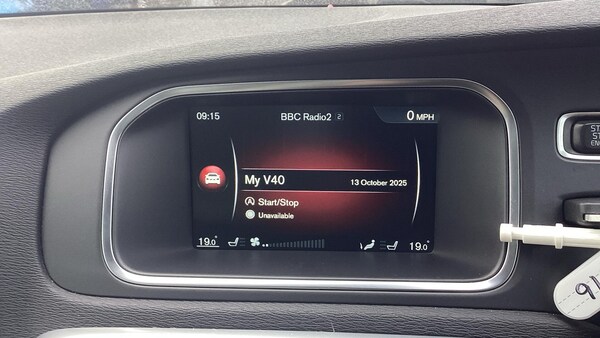 09:15 BBC Radio2 2 0 MPH
My V40 13 October 2025
A Start/Stop
Unavailable
19.0 19.0